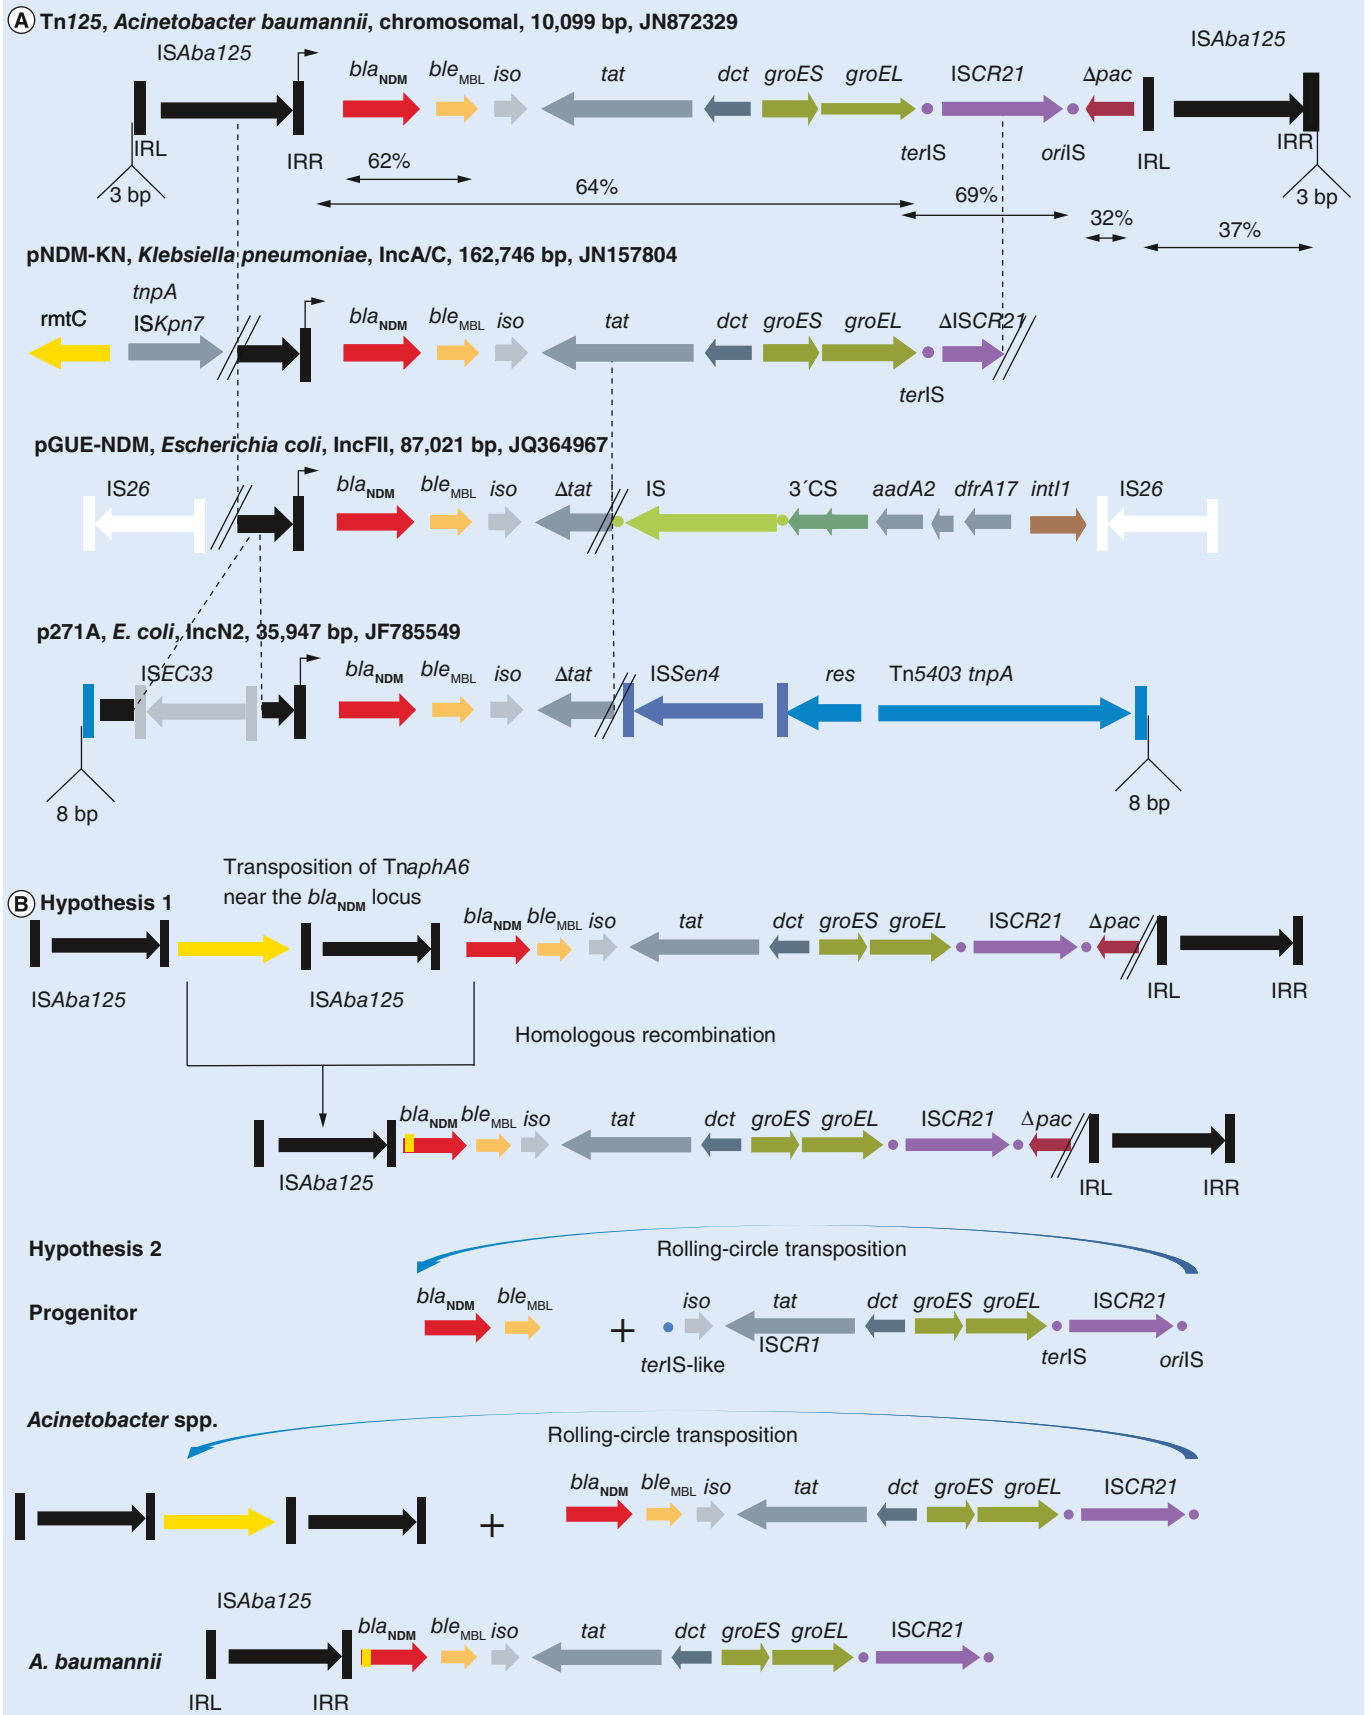 A Tn125, Acinetobacter baumannii, chromosomal, 10,099 bp, JN872329
ISAba125 ISAba125
blaNDM bleMBL iso tat dct groES groEL ISCR21 Δpac
IRL IRR terIS oriIS IRL IRR
3 bp 62% 64% 69% 32% 37% 3 bp
pNDM-KN, Klebsiella pneumoniae, IncA/C, 162,746 bp, JN157804
tnpA
rmtC ISKpn7 blaNDM bleMBL iso tat dct groES groEL ΔISCR21
terIS
pGUE-NDM, Escherichia coli, IncFII, 87,021 bp, JQ364967
IS26 blaNDM bleMBL iso Δtat IS 3´CS aadA2 dfrA17 intI1 IS26
p271A, E. coli, IncN2, 35,947 bp, JF785549
ISEC33 blaNDM bleMBL iso Δtat ISSen4 res Tn5403 tnpA
8 bp 8 bp
Transposition of TnaphA6
near the blaNDM locus
B Hypothesis 1
blaNDM bleMBL iso tat dct groES groEL ISCR21 Δpac
ISAba125 ISAba125 IRL IRR
Homologous recombination
blaNDM bleMBL iso tat dct groES groEL ISCR21 Δpac
ISAba125 IRL IRR
Hypothesis 2 Rolling-circle transposition
Progenitor blaNDM bleMBL + iso tat dct groES groEL ISCR21
terIS-like ISCR1 terIS oriIS
Acinetobacter spp.
Rolling-circle transposition
+ blaNDM bleMBL iso tat dct groES groEL ISCR21
ISAba125
blaNDM bleMBL iso tat dct groES groEL ISCR21
A. baumannii
IRL IRR